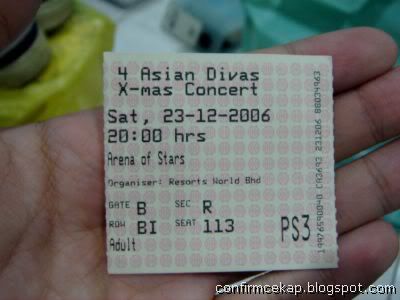 4 Asian Divas
X-mas Concert
Sat, 23-12-2006
20:00 hrs
Arena of Stars
Organiser: Resorts World Bhd
GATE B SEC R
ROW BI SEAT 113
Adult
PS3
confirmcekap.blogspot.com